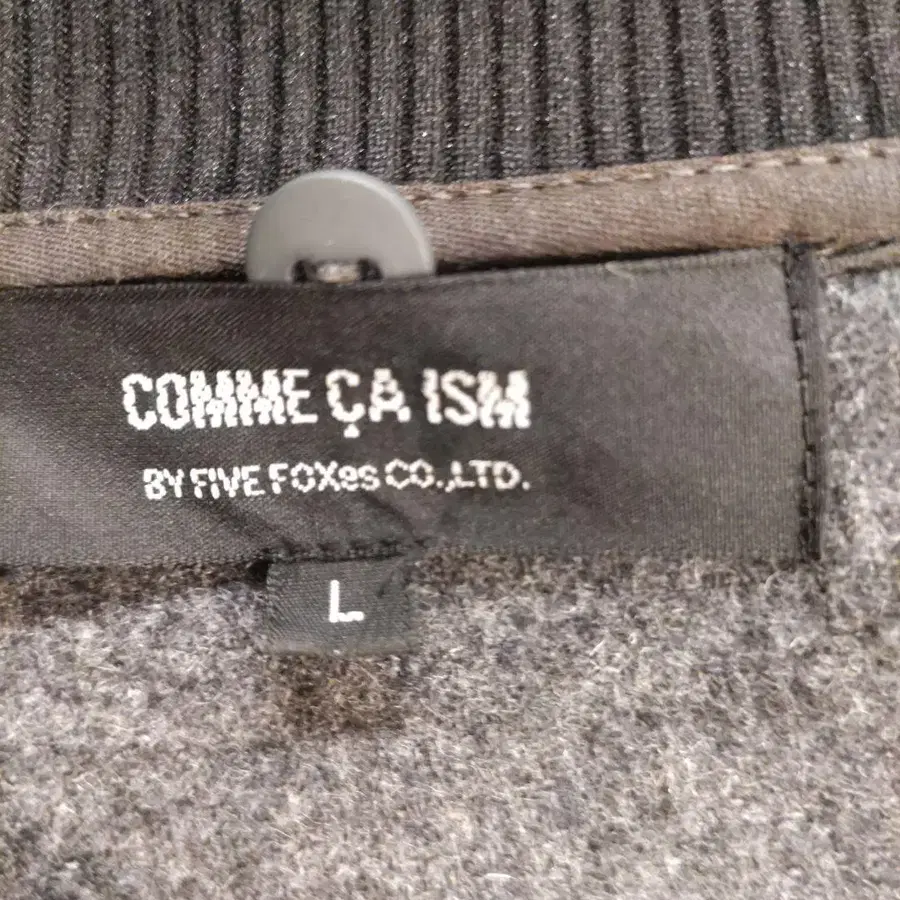 COMME ÇA ISM
BY FIVE FOXes CO.,LTD.
L